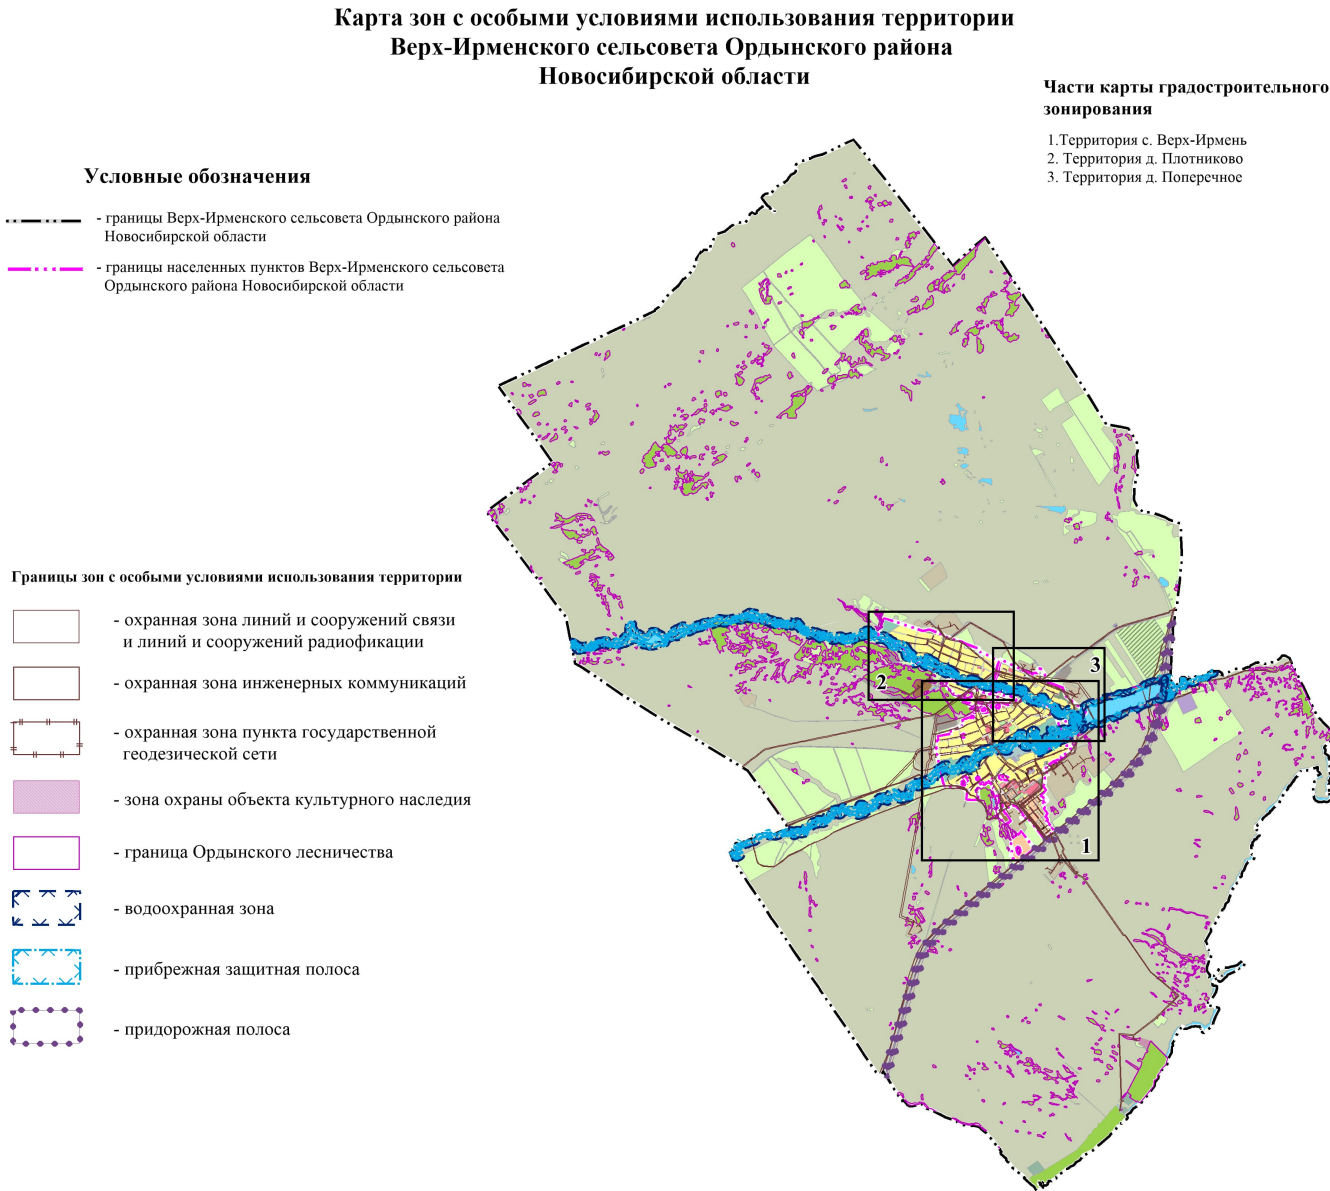 Карта зон с особыми условиями использования территории
Верх-Ирменского сельсовета Ордынского района
Новосибирской области
Части карты градостроительного
зонирования
1.Территория с. Верх-Ирмень
2. Территория д. Плотниково
3. Территория д. Поперечное
Условные обозначения
- границы Верх-Ирменского сельсовета Ордынского района
Новосибирской области
- границы населенных пунктов Верх-Ирменского сельсовета
Ордынского района Новосибирской области
Границы зон с особыми условиями использования территории
- охранная зона линий и сооружений связи
и линий и сооружений радиофикации
- охранная зона инженерных коммуникаций
- охранная зона пункта государственной
геодезической сети
- зона охраны объекта культурного наследия
- граница Ордынского лесничества
- водоохранная зона
- прибрежная защитная полоса
- придорожная полоса
3
2
1